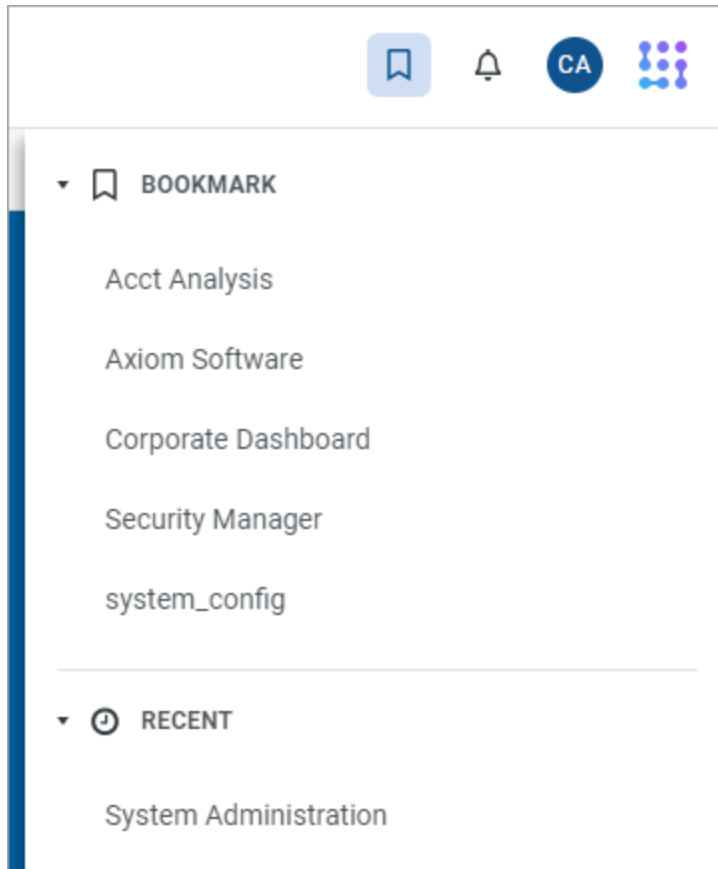 CA
BOOKMARK
Acct Analysis
Axiom Software
Corporate Dashboard
Security Manager
system_config
RECENT
System Administration